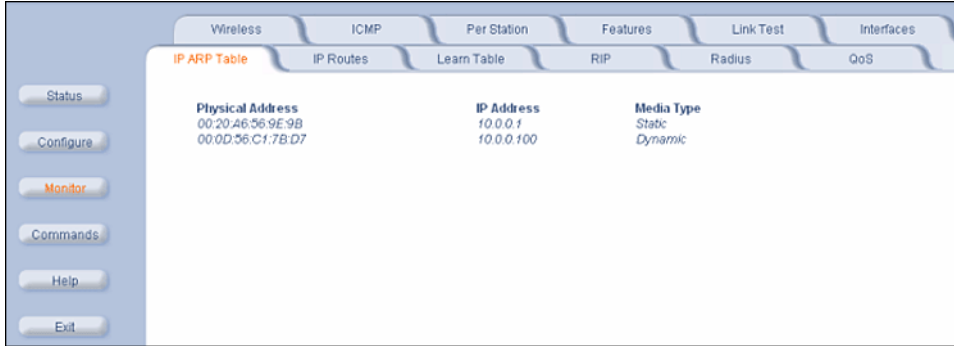 Wireless ICMP Per Station Features Link Test Interfaces
IP ARP Table IP Routes Learn Table RIP Radius QoS
Status
Configure
Monitor
Commands
Help
Exit
Physical Address IP Address Media Type
00:20:A6:56:9E:9B 10.0.0.1 Static
00:0D:56:C1:7B:D7 10.0.0.100 Dynamic